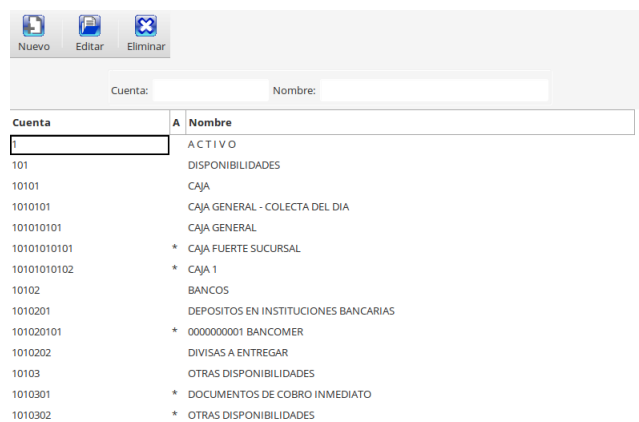 Nuevo Editar Eliminar
Cuenta: Nombre:
Cuenta A Nombre
1 A C T I V O
101 DISPONIBILIDADES
10101 CAJA
1010101 CAJA GENERAL - COLECTA DEL DIA
101010101 CAJA GENERAL
10101010101 * CAJA FUERTE SUCURSAL
10101010102 * CAJA 1
10102 BANCOS
1010201 DEPOSITOS EN INSTITUCIONES BANCARIAS
101020101 * 0000000001 BANCOMER
1010202 DIVISAS A ENTREGAR
10103 OTRAS DISPONIBILIDADES
1010301 * DOCUMENTOS DE COBRO INMEDIATO
1010302 * OTRAS DISPONIBILIDADES